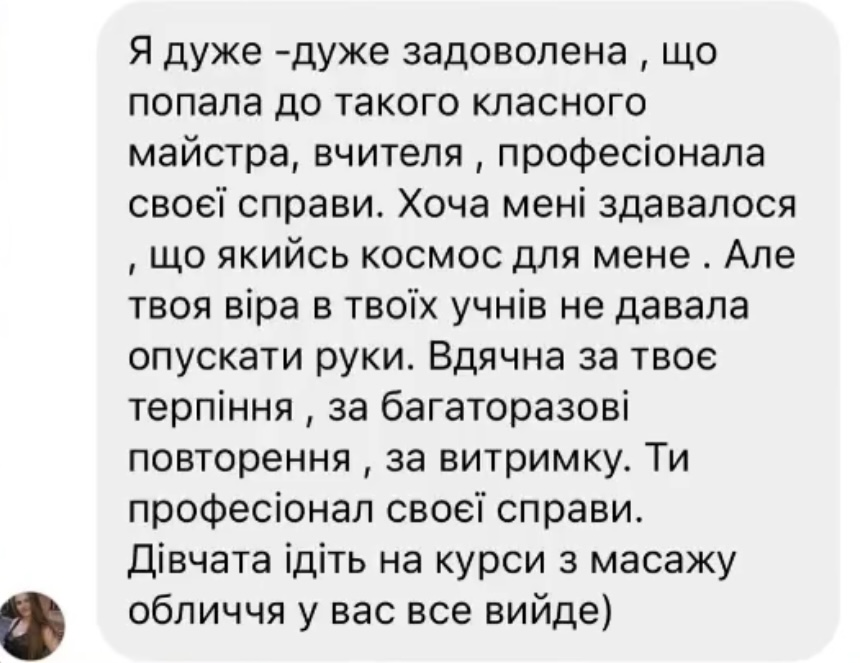 Я дуже -дуже задоволена , що
попала до такого класного
майстра, вчителя , професіонала
своєї справи. Хоча мені здавалося
, що якийсь космос для мене . Але
твоя віра в твоїх учнів не давала
опускати руки. Вдячна за твоє
терпіння , за багаторазові
повторення , за витримку. Ти
професіонал своєї справи.
Дівчата ідіть на курси з масажу
обличчя у вас все вийде)